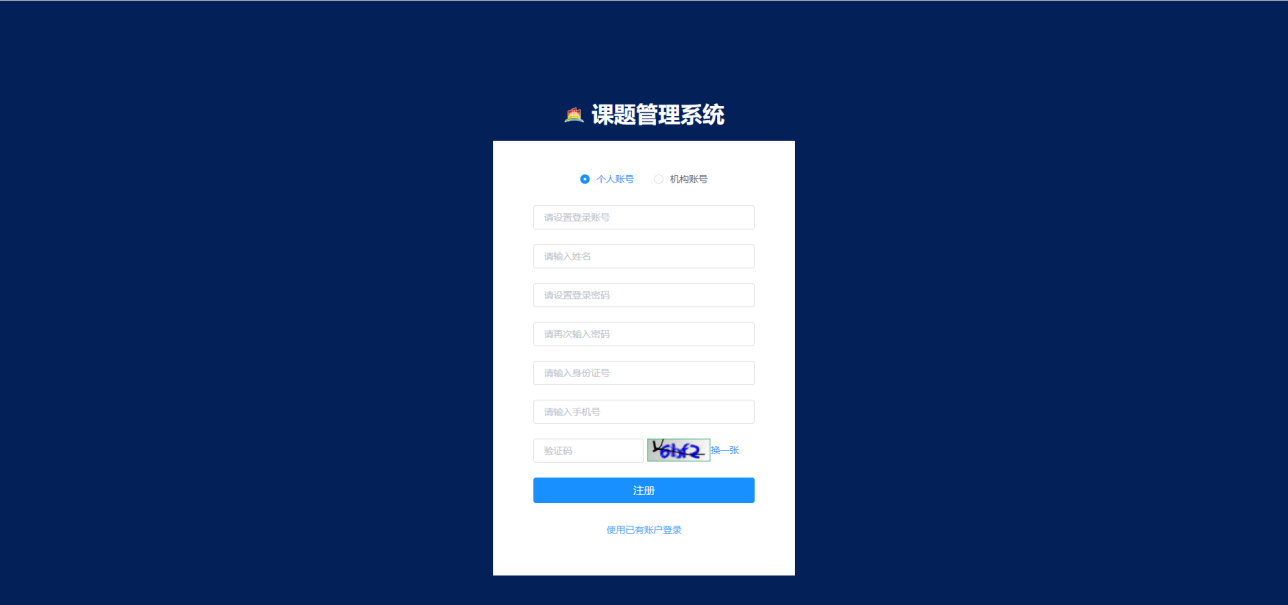 课题管理系统
个人账号 机构账号
请设置登录账号
请输入姓名
请设置登录密码
请再次输入密码
请输入身份证号
请输入手机号
验证码 换一张
注册
使用已有账户登录